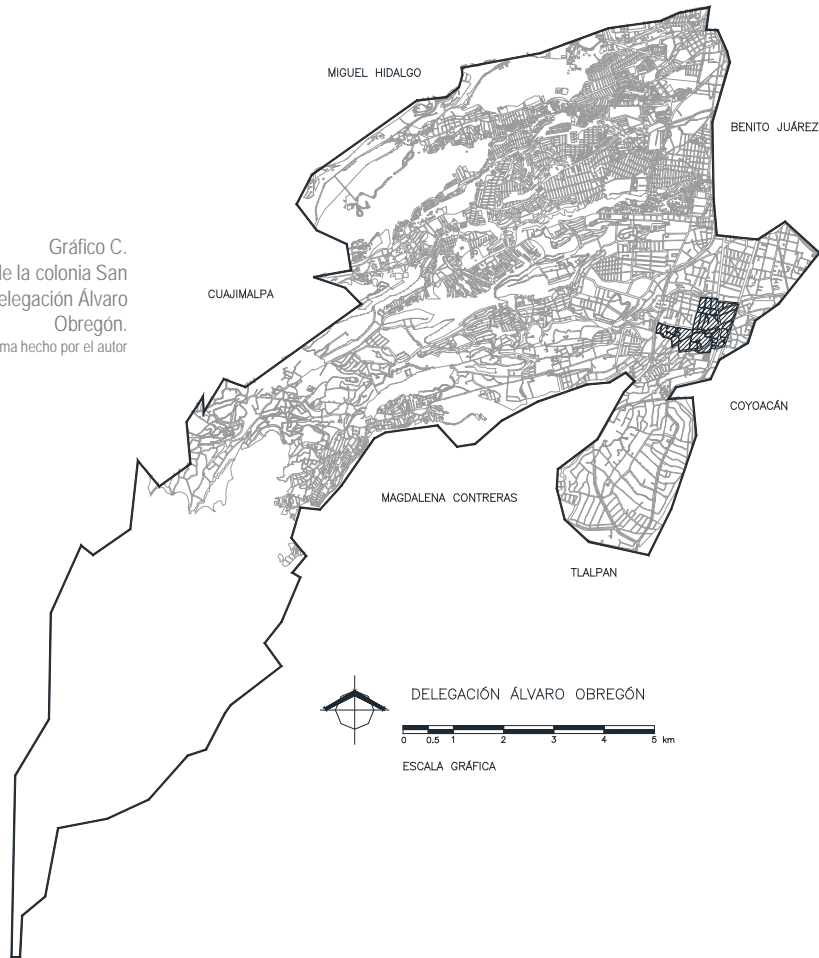 MIGUEL HIDALGO
BENITO JUÁREZ
Gráfico C.
de la colonia San
elegación Álvaro
Obregón.
ma hecho por el autor
CUAJIMALPA
COYOACÁN
MAGDALENA CONTRERAS
TLALPAN
DELEGACIÓN ÁLVARO OBREGÓN
0 0.5 1 2 3 4 5 km
ESCALA GRÁFICA